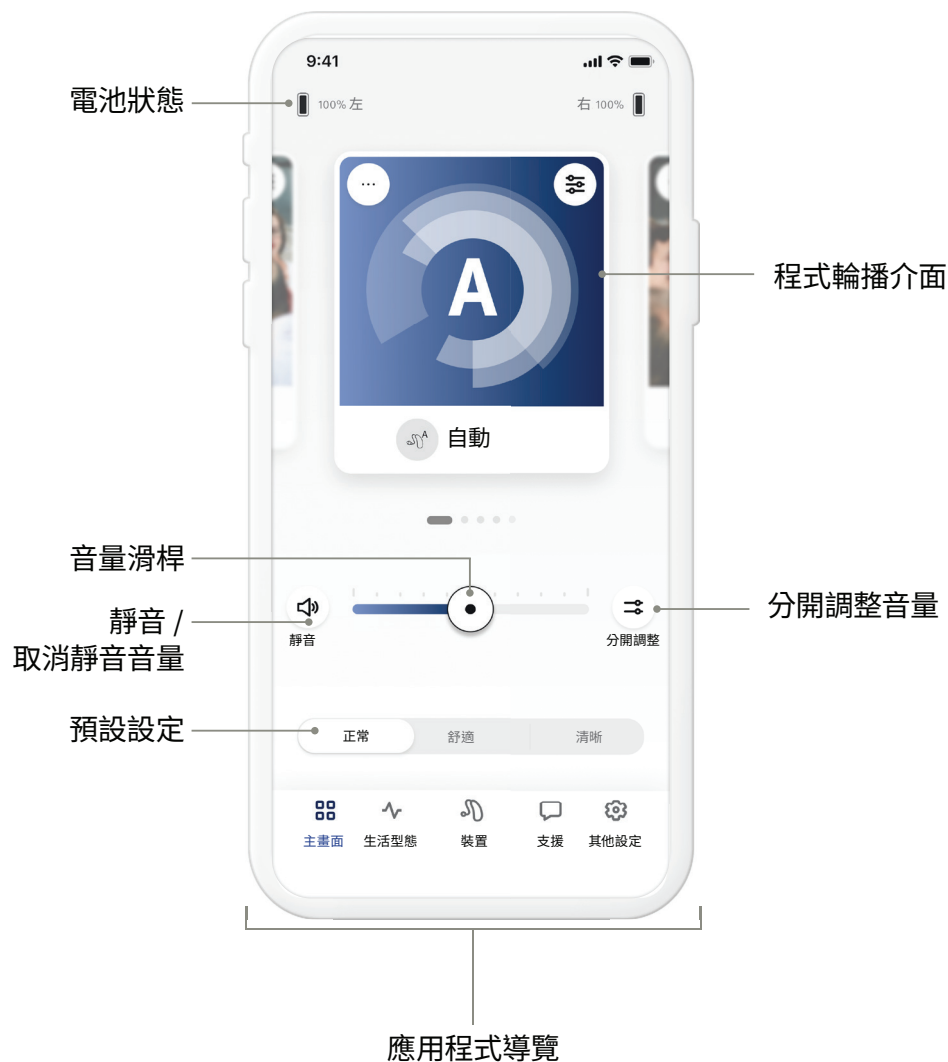 9:41
電池狀態
100% 左
右 100%
...
A
程式輪播介面
A 自動
音量滑桿
靜音 /
取消靜音音量
靜音
分開調整
分開調整音量
預設設定
正常
舒適
清晰
主畫面
生活型態
裝置
支援
其他設定
應用程式導覽